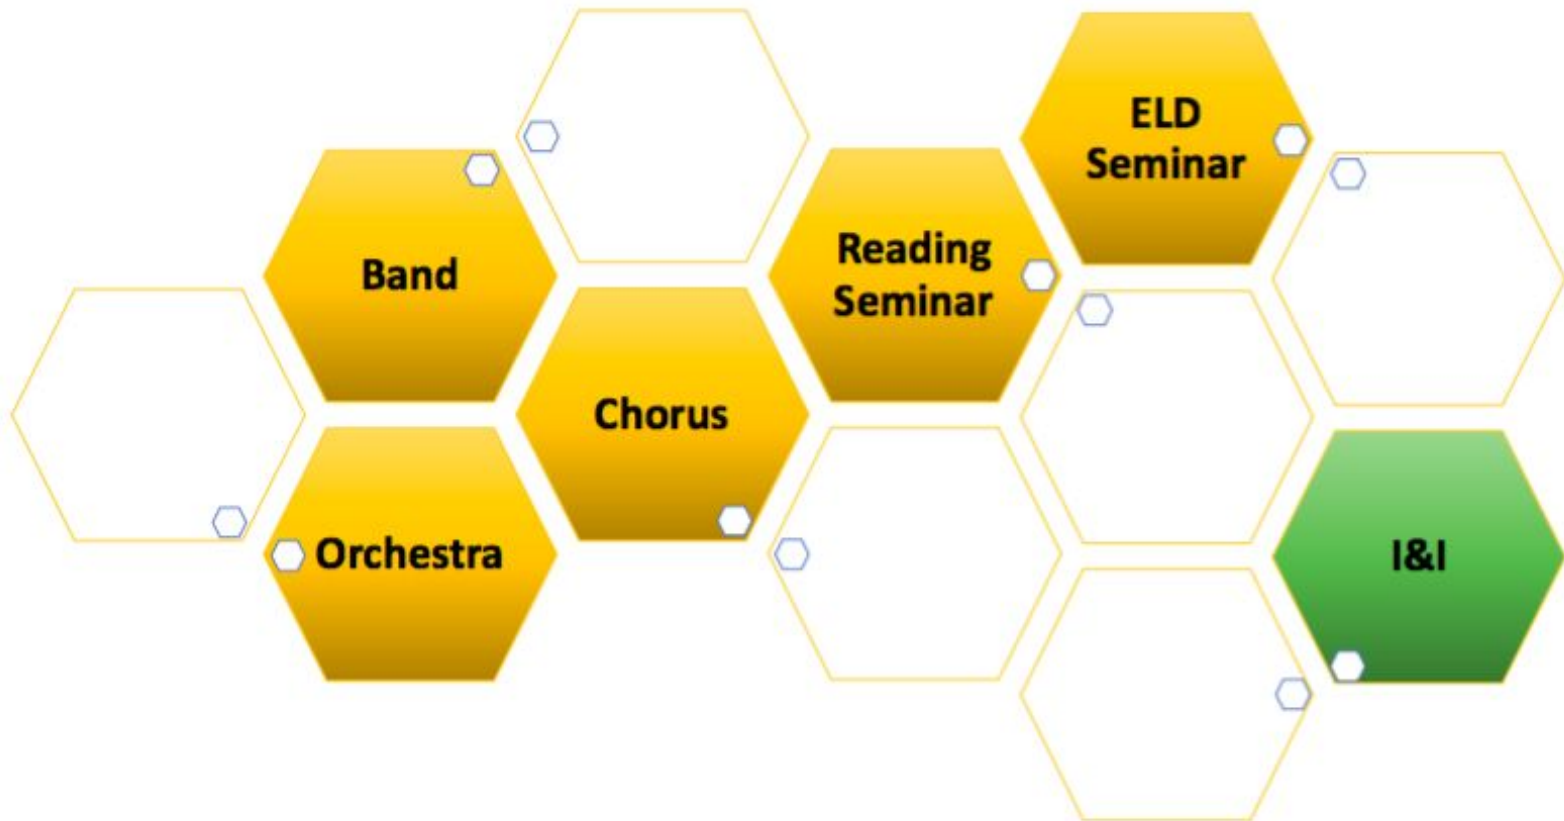 ELD
Seminar
Band
Reading
Seminar
Chorus
Orchestra
I&I